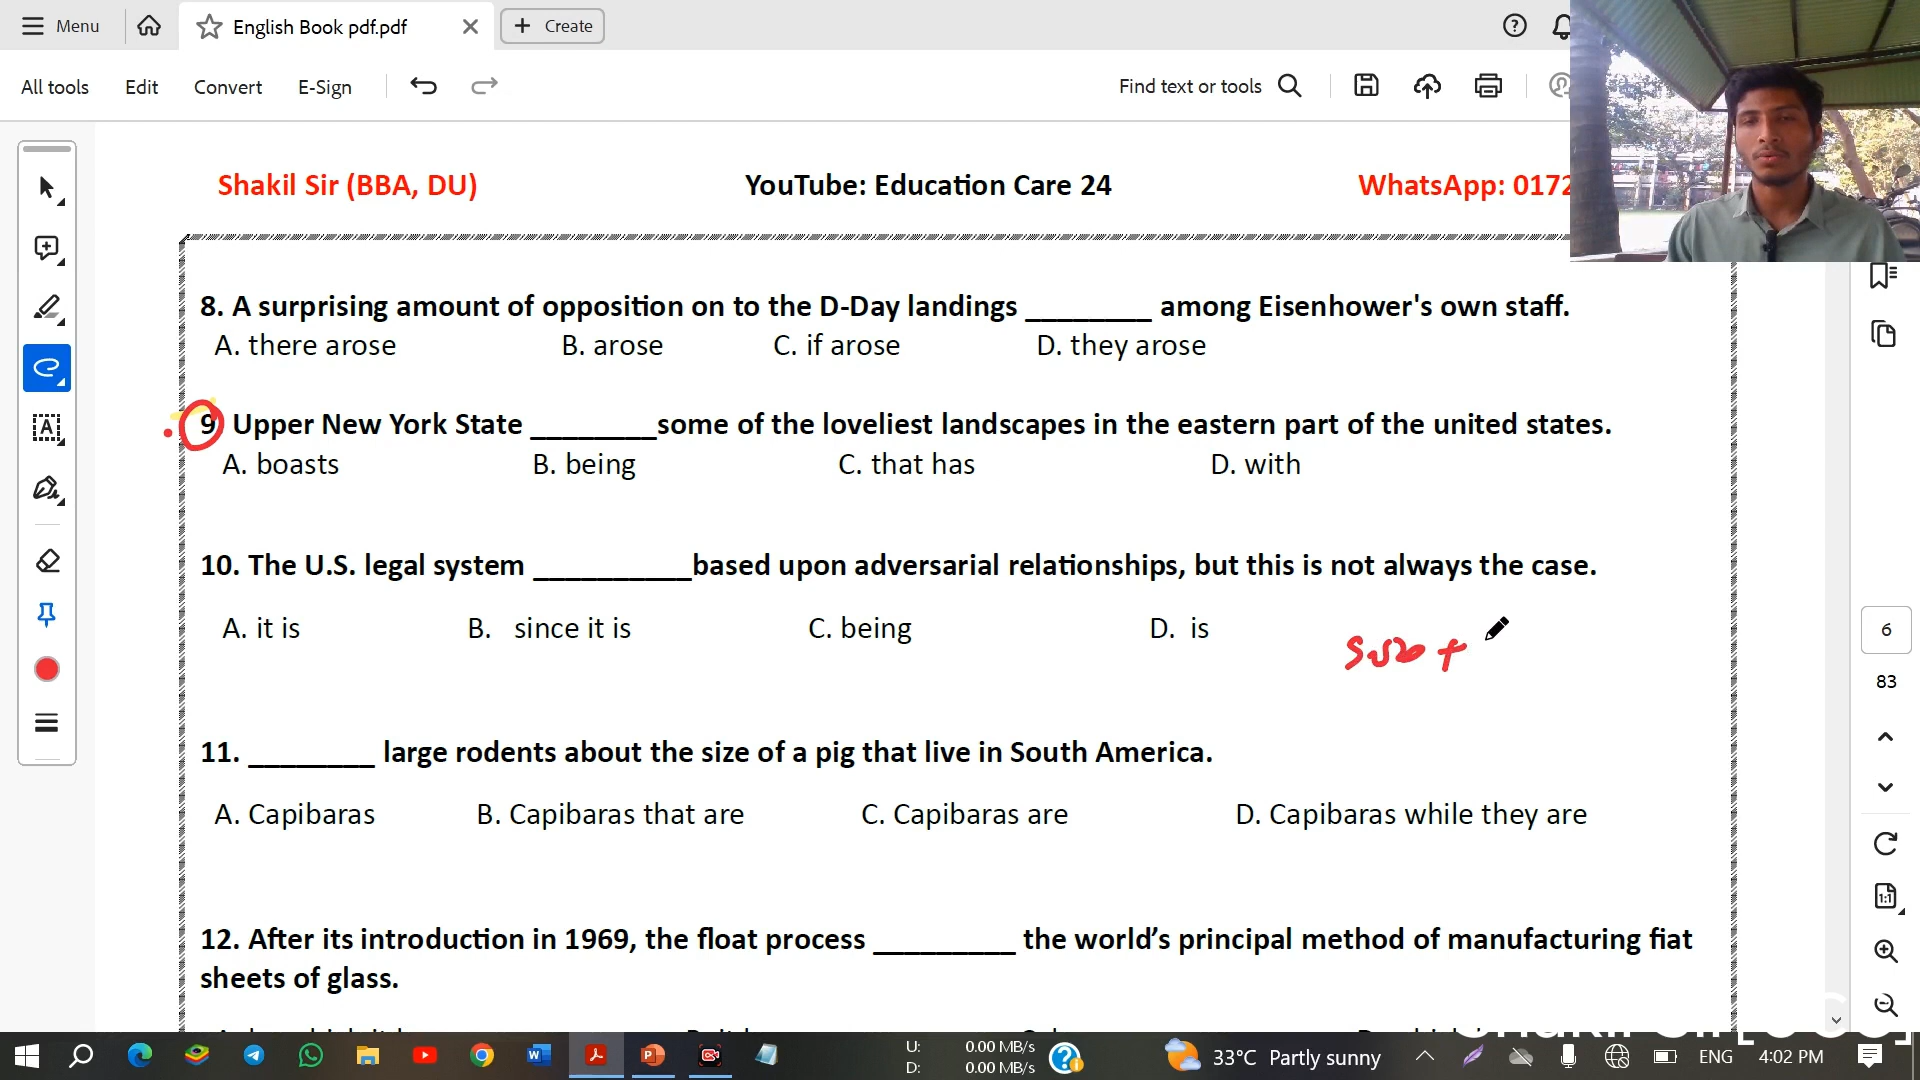 Menu English Book pdf.pdf Create
All tools Edit Convert E-Sign Find text or tools
Shakil Sir (BBA, DU) YouTube: Education Care 24 WhatsApp: 0172
8. A surprising amount of opposition on to the D-Day landings ________ among Eisenhower's own staff.
A. there arose B. arose C. if arose D. they arose
9 Upper New York State ________some of the loveliest landscapes in the eastern part of the united states.
A. boasts B. being C. that has D. with
10. The U.S. legal system __________based upon adversarial relationships, but this is not always the case.
A. it is B. since it is C. being D. is
Sub +
11. ________ large rodents about the size of a pig that live in South America.
A. Capibaras B. Capibaras that are C. Capibaras are D. Capibaras while they are
12. After its introduction in 1969, the float process _________ the world’s principal method of manufacturing fiat
sheets of glass.
6
83
U: 0.00 MB/s
D: 0.00 MB/s
33°C Partly sunny ENG 4:02 PM